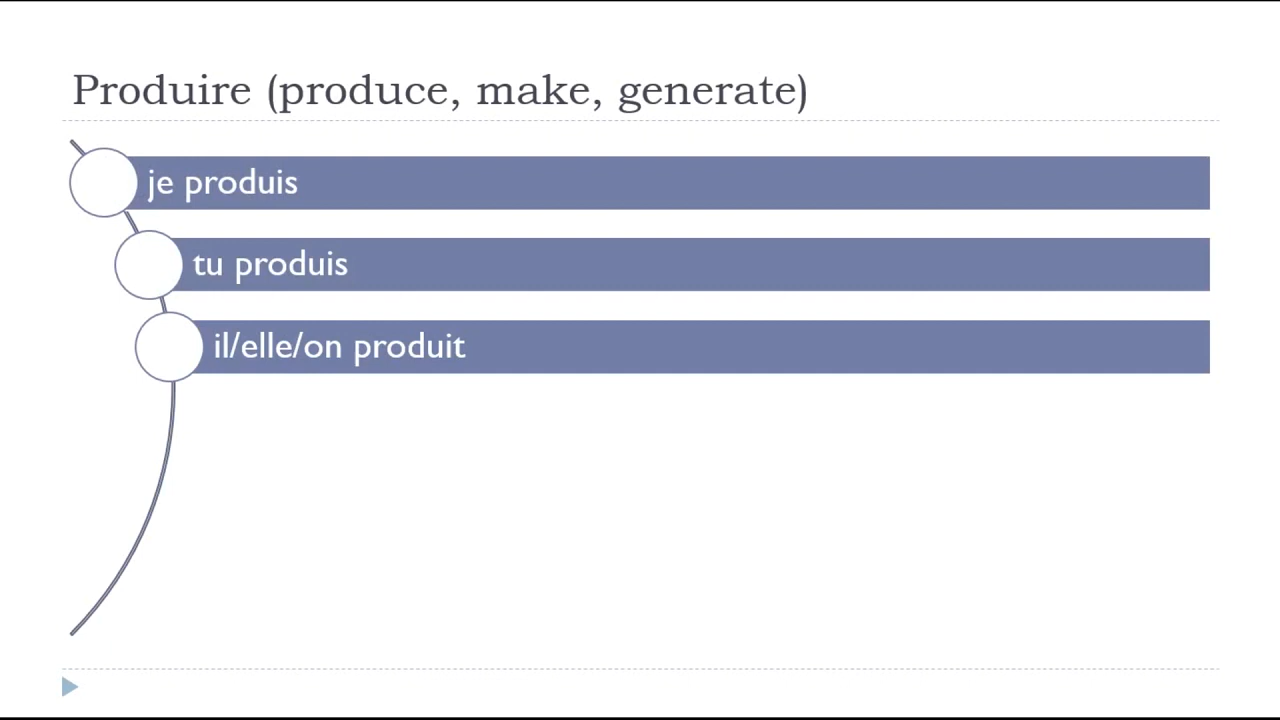 Produire (produce, make, generate)
je produis
tu produis
il/elle/on produit